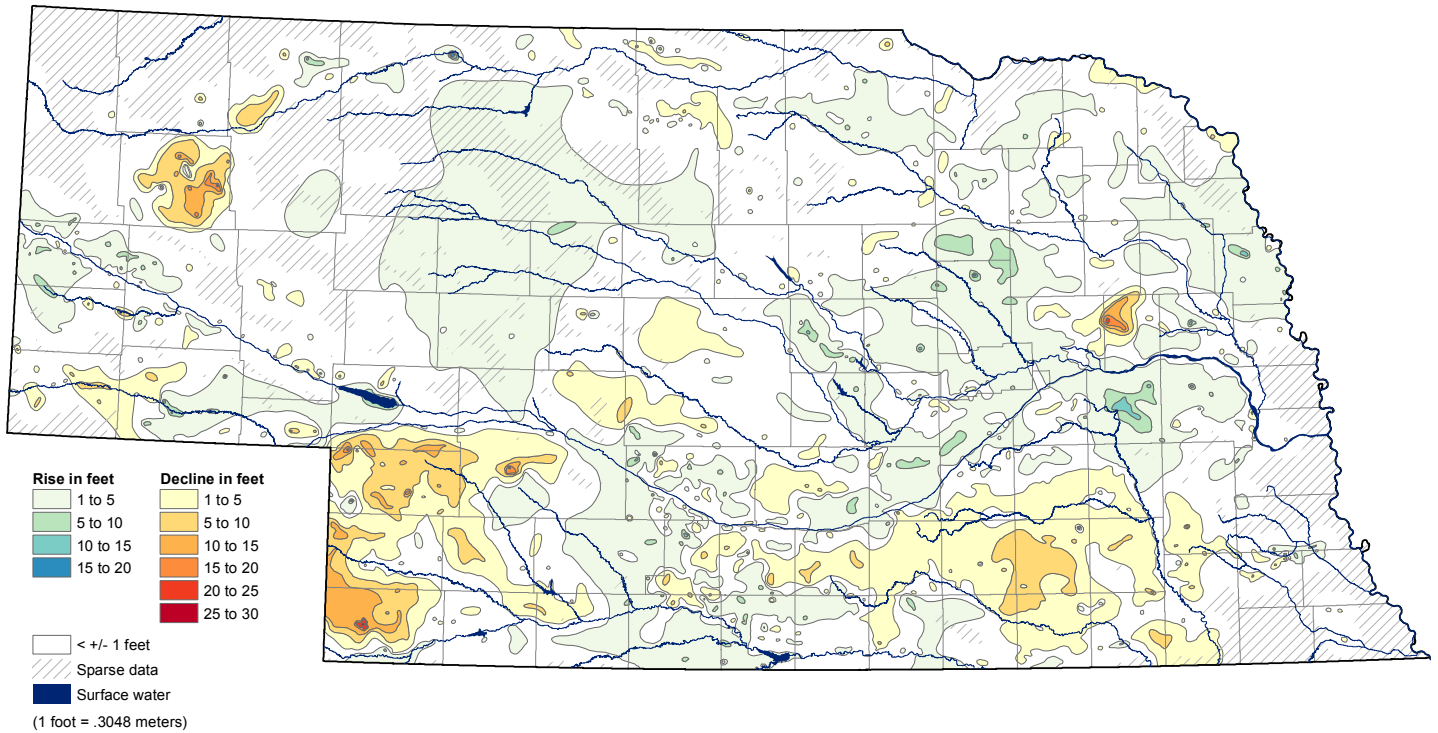 Rise in feet
1 to 5
5 to 10
10 to 15
15 to 20
Decline in feet
1 to 5
5 to 10
10 to 15
15 to 20
20 to 25
25 to 30
< +/- 1 feet
Sparse data
Surface water
(1 foot = .3048 meters)